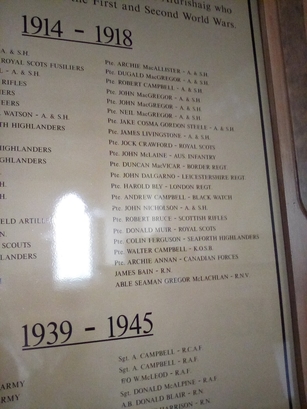 rrishaig who
e First and Second World Wars.
1914 - 1918
A. & S.H.
ROYAL SCOTS FUSILIERS
L - A. & S.H.
RIFLES
ERS
EERS
WATSON - A. & S.H.
TH HIGHLANDERS
HIGHLANDERS
GHLANDERS
H.
H.
ELD ARTILL
N.
SCOUTS
LANDERS
Pte. ARCHIE MacALLISTER - A. & S.H.
Pte. DUGALD MacGREGOR - A. & S.H.
Pte. ROBERT CAMPBELL - A. & S.H.
Pte. JOHN MacGREGOR - A. & S.H.
Pte. JOHN MacGREGOR - A. & S.H.
Pte. NEIL MacGREGOR - A. & S.H.
Pte. JAKE COSMA GORDON STEELE - A. & S.H.
Pte. JAMES LIVINGSTONE - A. & S.H.
Pte. JOCK CRAWFORD - ROYAL SCOTS
Pte. JOHN McLAINE - AUS. INFANTRY
Pte. DUNCAN MacVICAR - BORDER REGT
Pte. JOHN DALGARNO - LEICESTERSHIRE REGT
Pte. HAROLD BLY - LONDON REGT
Pte. ANDREW CAMPBELL - BLACK WATCH
Pte. JOHN NICHOLSON - A. & S.H.
Pte. ROBERT BRUCE - SCOTTISH RIFLES
Pte. DONALD MUIR - ROYAL SCOTS
Pte. COLIN FERGUSON - SEAFORTH HIGHLANDERS
Pte. WALTER CAMPBELL - K.O.S.B.
Pte. ARCHIE ANNAN - CANADIAN FORCES
JAMES BAIN - R.N.
ABLE SEAMAN GREGOR McLACHLAN - R.N.V.
1939 - 1945
ARMY
ARMY
Sgt. A. CAMPBELL - R.C.A.F.
Sgt. A. CAMPBELL - R.A.F.
P.O W.McLEOD - R.A.F.
Sgt. DONALD McALPINE - R.A.F.
A.B. DONALD BLAIR - R.N.
HARRISON - R.N.